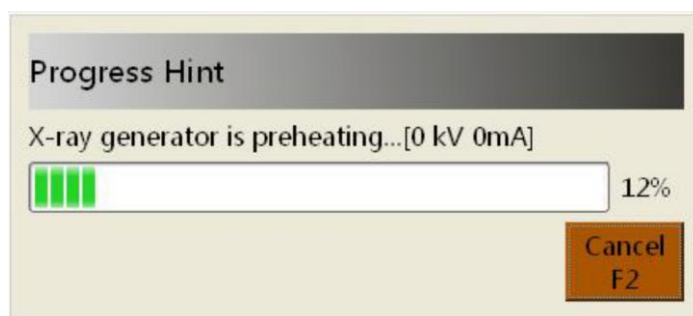 Progress Hint
X-ray generator is preheating...[0 kV 0mA]
12%
Cancel
F2